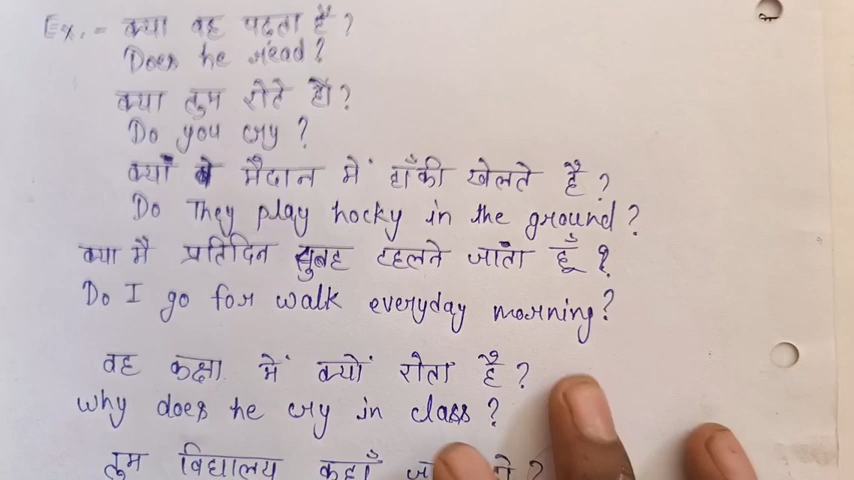 Ex. - क्या वह पढ़ता है?
Does he read?
क्या तुम रोते हो?
Do you cry?
क्या वे मैदान में हॉकी खेलते है?
Do They play hocky in the ground?
क्या मै प्रतिदिन सुबह टहलने जाता हूँ?
Do I go for walk everyday morning?
वह कक्षा में क्यों रोता है?
Why does he cry in class?
तुम विद्यालय कहाँ